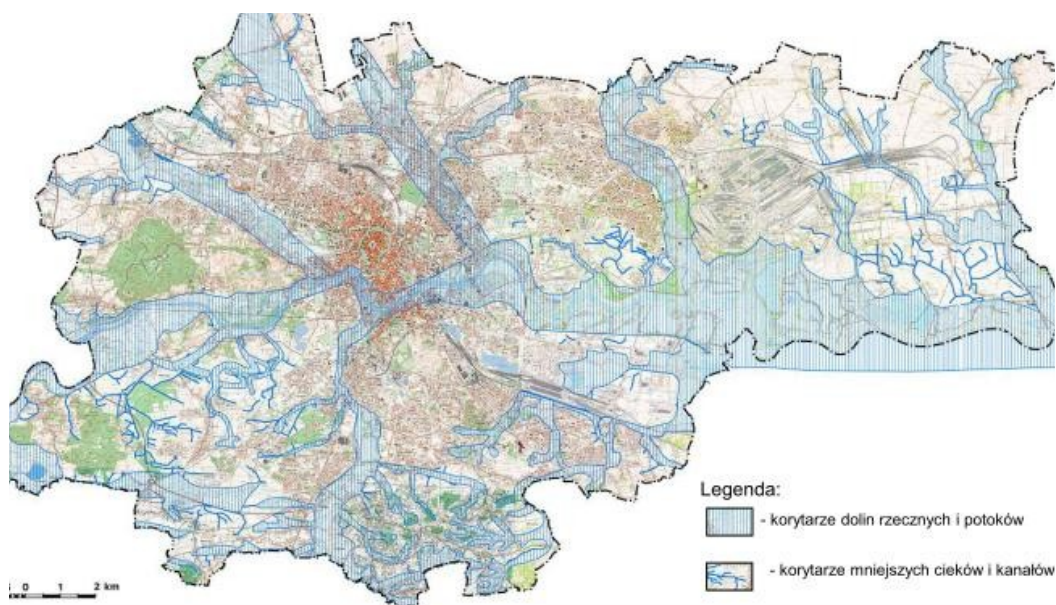 Legenda:
- korytarze dolin rzecznych i potoków
- korytarze mniejszych cieków i kanałów
0 1 2 km